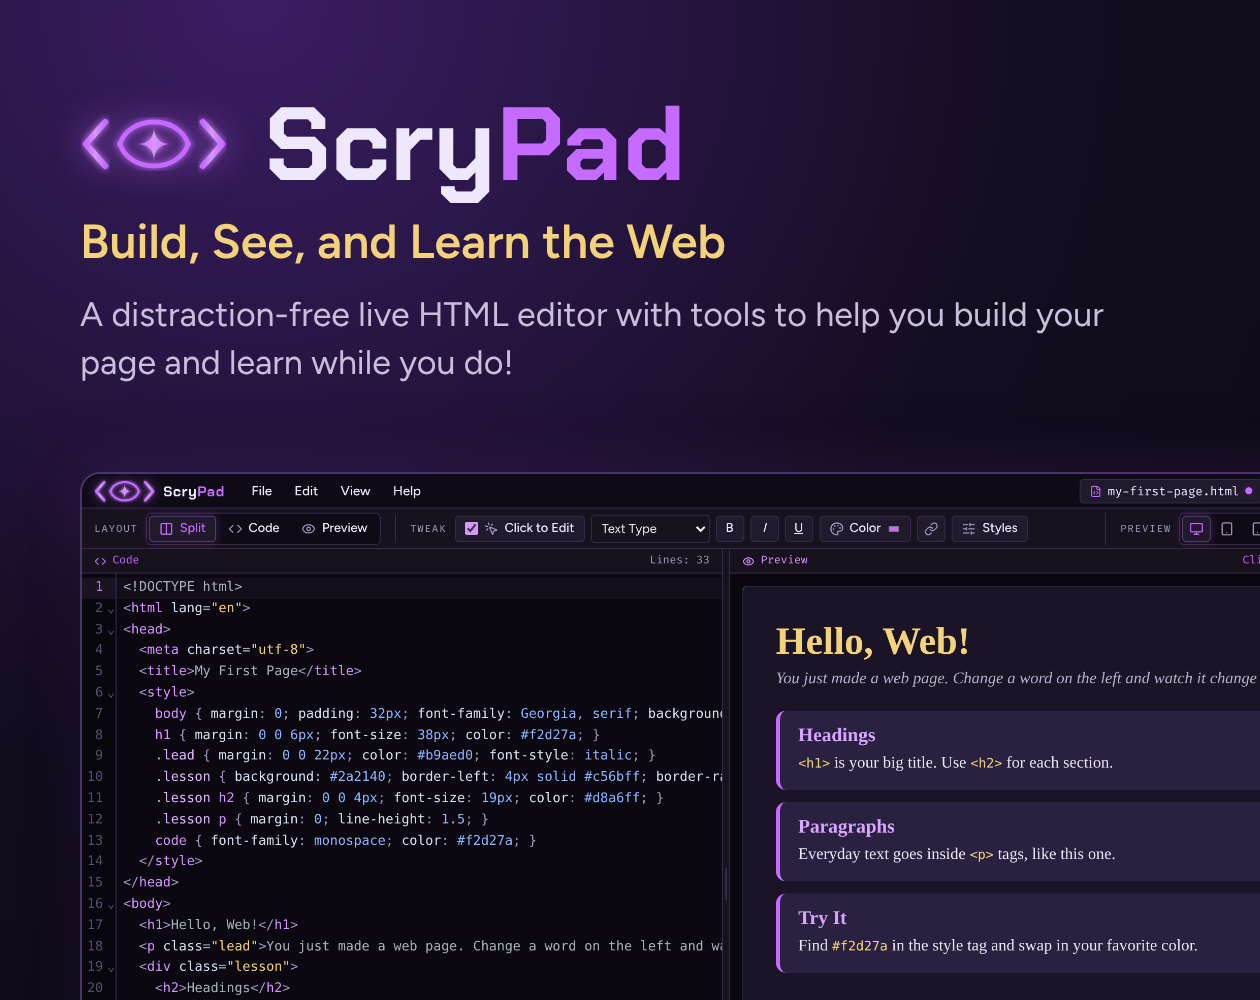 ScryPad
Build, See, and Learn the Web
A distraction-free live HTML editor with tools to help you build your
page and learn while you do!
ScryPad File Edit View Help my-first-page.html
LAYOUT Split Code Preview TWEAK Click to Edit Text Type B I U Color Styles PREVIEW
Code Lines: 33 Preview
1 <!DOCTYPE html>
2 <html lang="en">
3 <head>
4 <meta charset="utf-8">
5 <title>My First Page</title>
6 <style>
7 body { margin: 0; padding: 32px; font-family: Georgia, serif; background
8 h1 { margin: 0 0 6px; font-size: 38px; color: #f2d27a; }
9 .lead { margin: 0 0 22px; color: #b9aed0; font-style: italic; }
10 .lesson { background: #2a2140; border-left: 4px solid #c56bff; border-ra
11 .lesson h2 { margin: 0 0 4px; font-size: 19px; color: #d8a6ff; }
12 .lesson p { margin: 0; line-height: 1.5; }
13 code { font-family: monospace; color: #f2d27a; }
14 </style>
15 </head>
16 <body>
17 <h1>Hello, Web!</h1>
18 <p class="lead">You just made a web page. Change a word on the left and wa
19 <div class="lesson">
20 <h2>Headings</h2>
Hello, Web!
You just made a web page. Change a word on the left and watch it change
Headings
<h1> is your big title. Use <h2> for each section.
Paragraphs
Everyday text goes inside <p> tags, like this one.
Try It
Find #f2d27a in the style tag and swap in your favorite color.